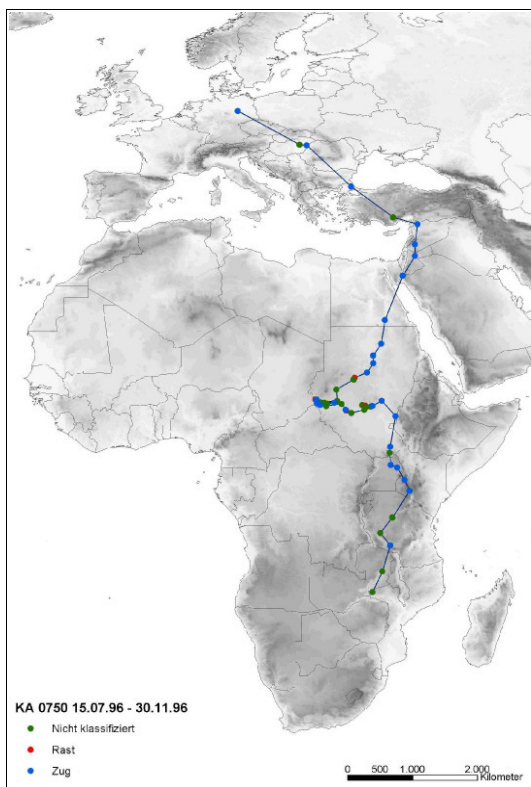 KA 0750 15.07.96 - 30.11.96
Nicht klassifiziert
Rast
Zug
0 500 1.000 2.000
Kilometer